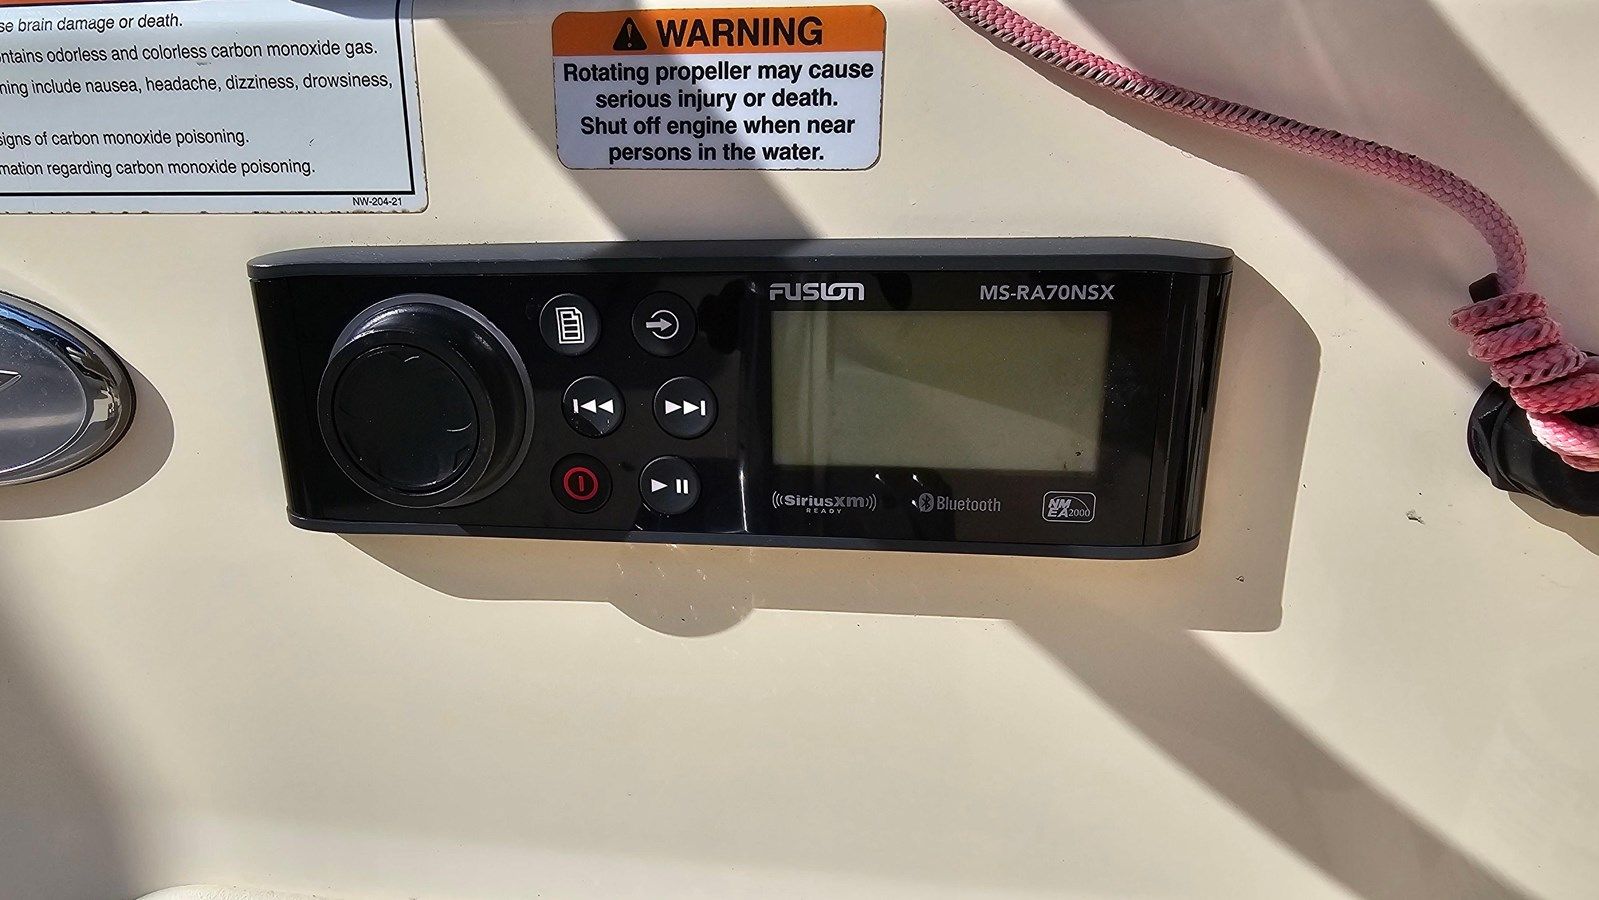 se brain damage or death.
ntains odorless and colorless carbon monoxide gas.
ning include nausea, headache, dizziness, drowsiness,
signs of carbon monoxide poisoning.
mation regarding carbon monoxide poisoning.
NW-204-21
WARNING
Rotating propeller may cause
serious injury or death.
Shut off engine when near
persons in the water.
FUSION MS-RA70NSX
SiriusXM
READY
Bluetooth
NMEA 2000